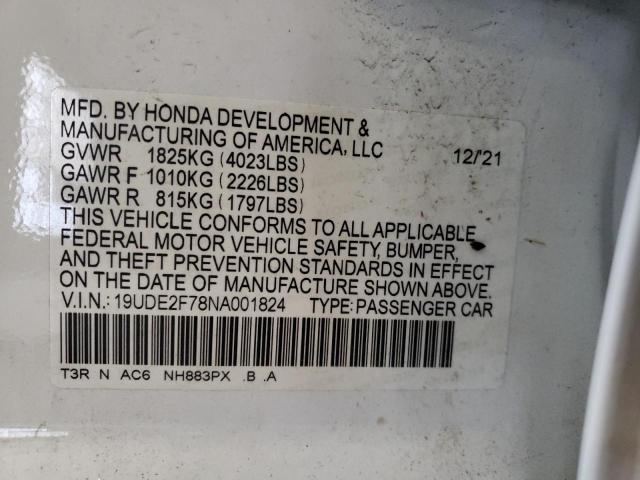 MFD. BY HONDA DEVELOPMENT &
MANUFACTURING OF AMERICA, LLC
GVWR 1825KG (4023LBS) 12/'21
GAWR F 1010KG (2226LBS)
GAWR R 815KG (1797LBS)
THIS VEHICLE CONFORMS TO ALL APPLICABLE
FEDERAL MOTOR VEHICLE SAFETY, BUMPER,
AND THEFT PREVENTION STANDARDS IN EFFECT
ON THE DATE OF MANUFACTURE SHOWN ABOVE.
V.I.N.: 19UDE2F78NA001824 TYPE: PASSENGER CAR
T3R N AC6 NH883PX .B .A